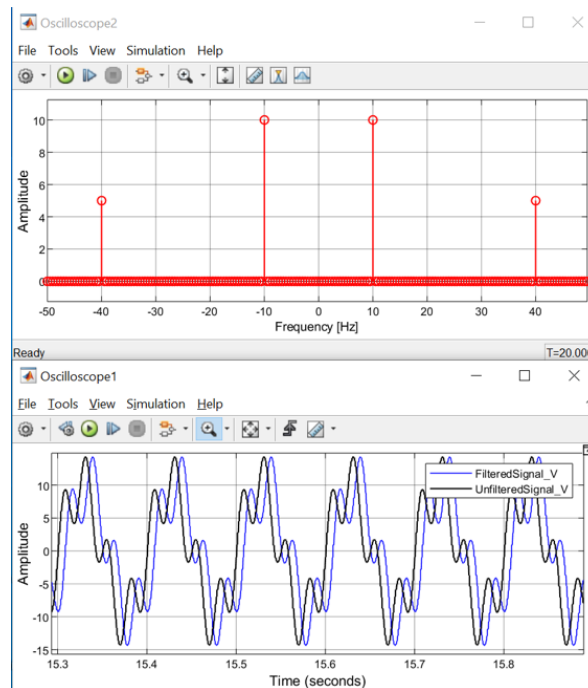 Oscilloscope2
File Tools View Simulation Help
10
8
6
4
2
0
Amplitude
-50 -40 -30 -20 -10 0 10 20 30 40
Frequency [Hz]
Ready T=20.00
Oscilloscope1
File Tools View Simulation Help
FilteredSignal_V
UnfilteredSignal_V
10
5
0
-5
-10
-15
Amplitude
15.3 15.4 15.5 15.6 15.7 15.8
Time (seconds)